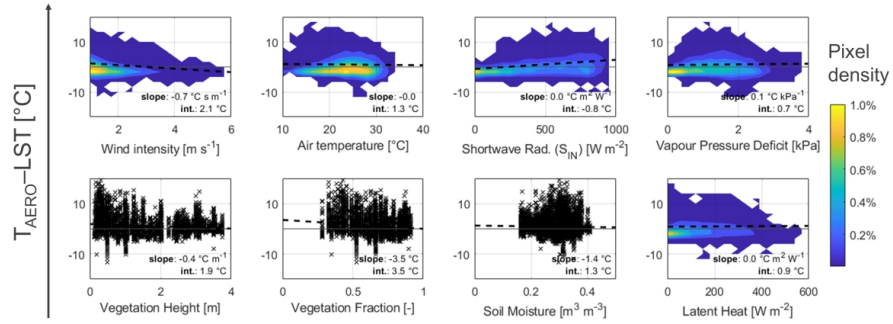 T_AERO–LST [°C]
10
-10
slope: -0.7 °C s m⁻¹
int.: 2.1 °C
2 4 6
Wind intensity [m s⁻¹]
10
-10
slope: -0.0
int.: 1.3 °C
10 20 30 40
Air temperature [°C]
10
-10
slope: 0.0 °C m² W⁻¹
int.: -0.8 °C
0 500 1000
Shortwave Rad. (S_IN) [W m⁻²]
10
-10
slope: 0.1 °C kPa⁻¹
int.: 0.7 °C
0 2 4
Vapour Pressure Deficit [kPa]
10
-10
slope: -0.4 °C m⁻¹
int.: 1.9 °C
0 2 4
Vegetation Height [m]
10
-10
slope: -3.5 °C
int.: 3.5 °C
0 0.5 1
Vegetation Fraction [-]
10
-10
slope: -1.4 °C
int.: 1.3 °C
0 0.2 0.4 0.6
Soil Moisture [m³ m⁻³]
10
-10
slope: 0.0 °C m² W⁻¹
int.: 0.9 °C
0 200 400 600
Latent Heat [W m⁻²]
Pixel
density
1.0%
0.8%
0.6%
0.4%
0.2%